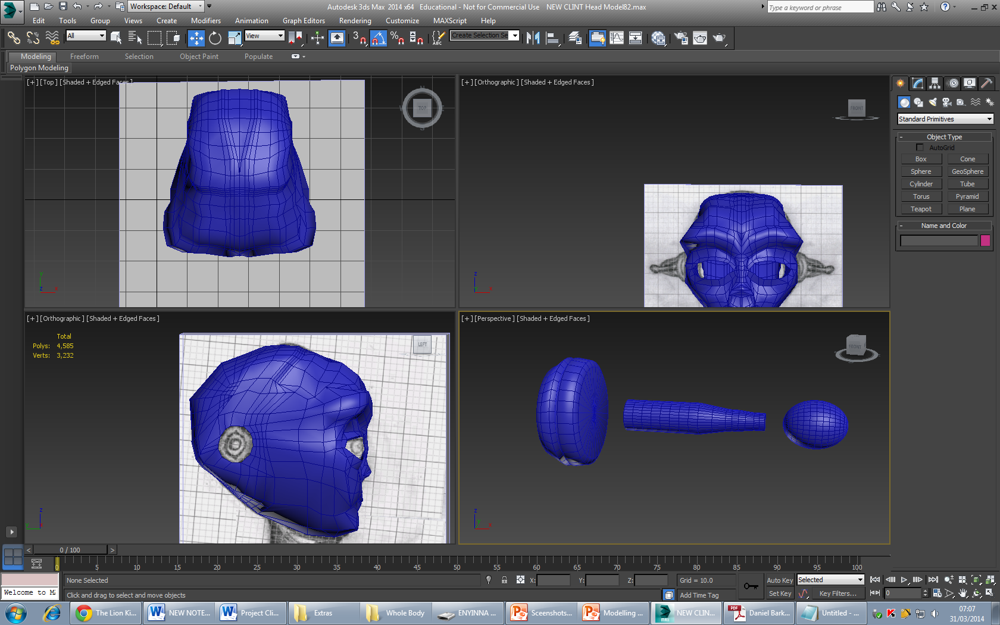 Workspace: Default
Autodesk 3ds Max 2014 x64 Educational - Not for Commercial Use NEW CLINT Head Model82.max
Type a keyword or phrase
Edit Tools Group Views Create Modifiers Animation Graph Editors Rendering Customize MAXScript Help
All
View
3
%
ABC
Create Selection Se
Modeling Freeform Selection Object Paint Populate
Polygon Modeling
[+] [Top] [Shaded + Edged Faces]
TOP
[+] [Orthographic] [Shaded + Edged Faces]
FRONT
Standard Primitives
- Object Type
AutoGrid
Box Cone
Sphere GeoSphere
Cylinder Tube
Torus Pyramid
Teapot Plane
- Name and Color
y
z x
z
y x
[+] [Orthographic] [Shaded + Edged Faces]
Total
Polys: 4,585
Verts: 3,232
LEFT
z
y
[+] [Perspective] [Shaded + Edged Faces]
FRONT
z
y
x
< 0 / 100 >
0 5 10 15 20 25 30 35 40 45 50 55 60 65 70 75 80 85 90 95 100
None Selected
X: Y: Z:
Grid = 10.0
Auto Key
Selected
Welcome to MA
Click and drag to select and move objects
Add Time Tag
Set Key
Key Filters...
0
The Lion Ki...
NEW NOTE...
Project Cli...
Extras
Whole Body
ENYINNA ...
Sceenshots...
Modelling ...
NEW CLIN...
Daniel Bark...
Untitled - ...
07:07
31/03/2014